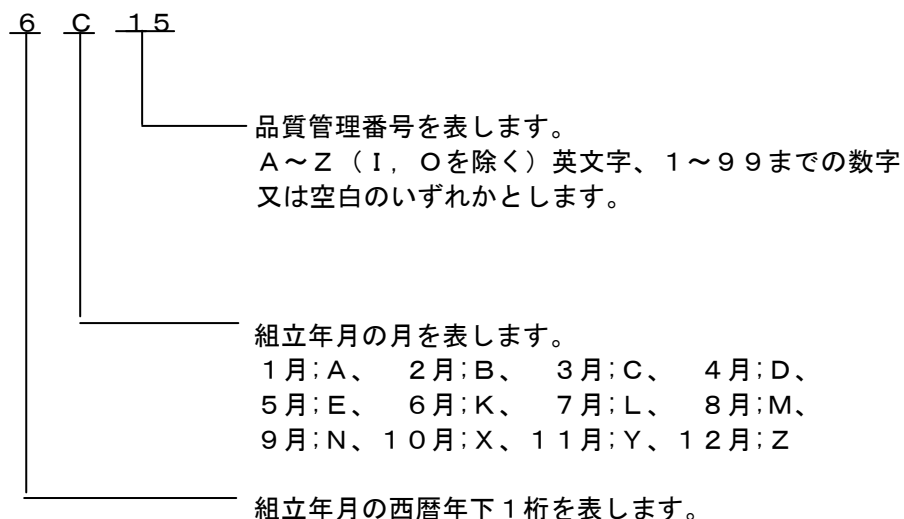 ６　Ｃ　１５
品質管理番号を表します。
Ａ～Ｚ（Ｉ，Ｏを除く）英文字、１～９９までの数字
又は空白のいずれかとします。
組立年月の月を表します。
１月；Ａ、　２月；Ｂ、　３月；Ｃ、　４月；Ｄ、
５月；Ｅ、　６月；Ｋ、　７月；Ｌ、　８月；Ｍ、
９月；Ｎ、１０月；Ｘ、１１月；Ｙ、１２月；Ｚ
組立年月の西暦年下１桁を表します。